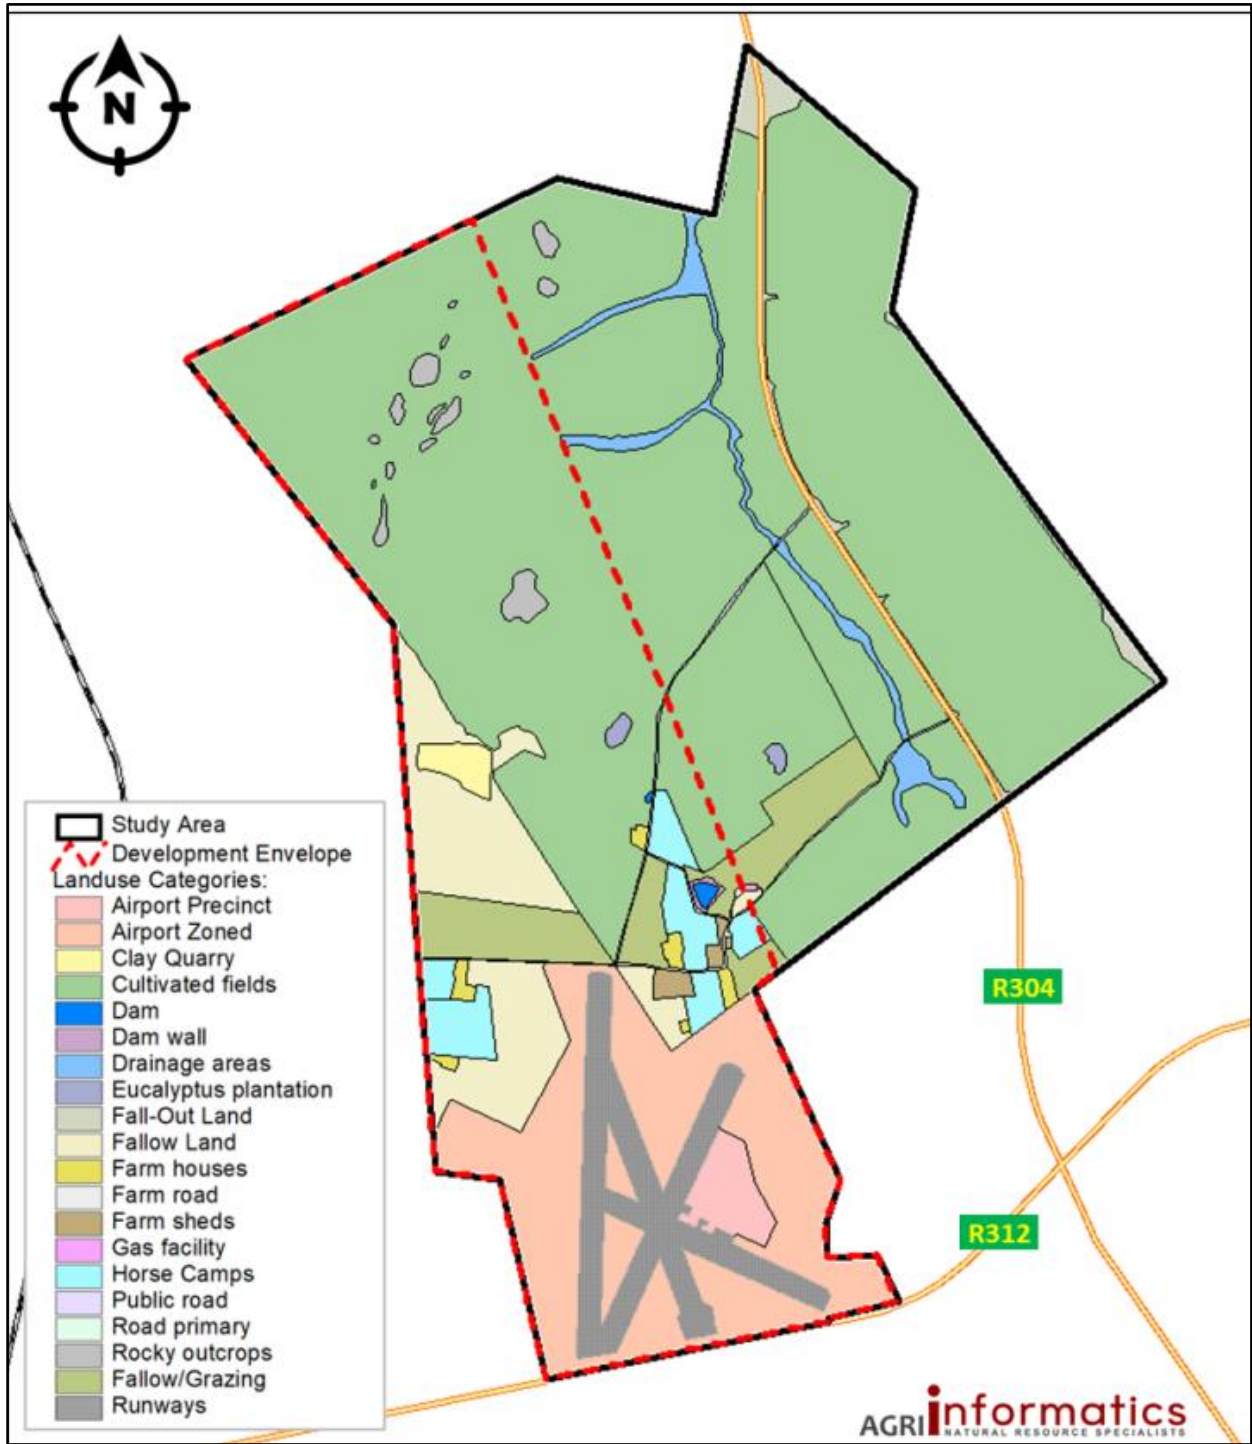 N
Study Area
Development Envelope
Landuse Categories:
Airport Precinct
Airport Zoned
Clay Quarry
Cultivated fields
Dam
Dam wall
Drainage areas
Eucalyptus plantation
Fall-Out Land
Fallow Land
Farm houses
Farm road
Farm sheds
Gas facility
Horse Camps
Public road
Road primary
Rocky outcrops
Fallow/Grazing
Runways
R304
R312
AGRI informatics
NATURAL RESOURCE SPECIALISTS